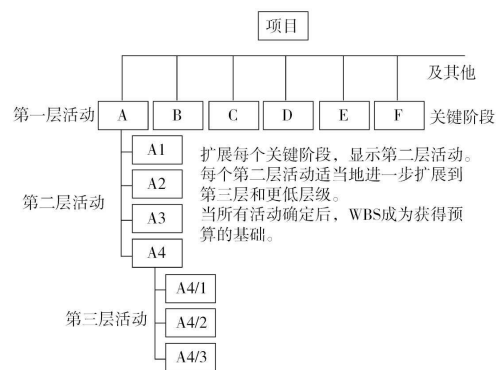 项目
及其他
第一层活动 A B C D E F 关键阶段
A1
扩展每个关键阶段，显示第二层活动。
A2
每个第二层活动适当地进一步扩展到
第三层和更低层级。
第二层活动
A3
当所有活动确定后，WBS成为获得预
算的基础。
A4
A4/1
第三层活动
A4/2
A4/3